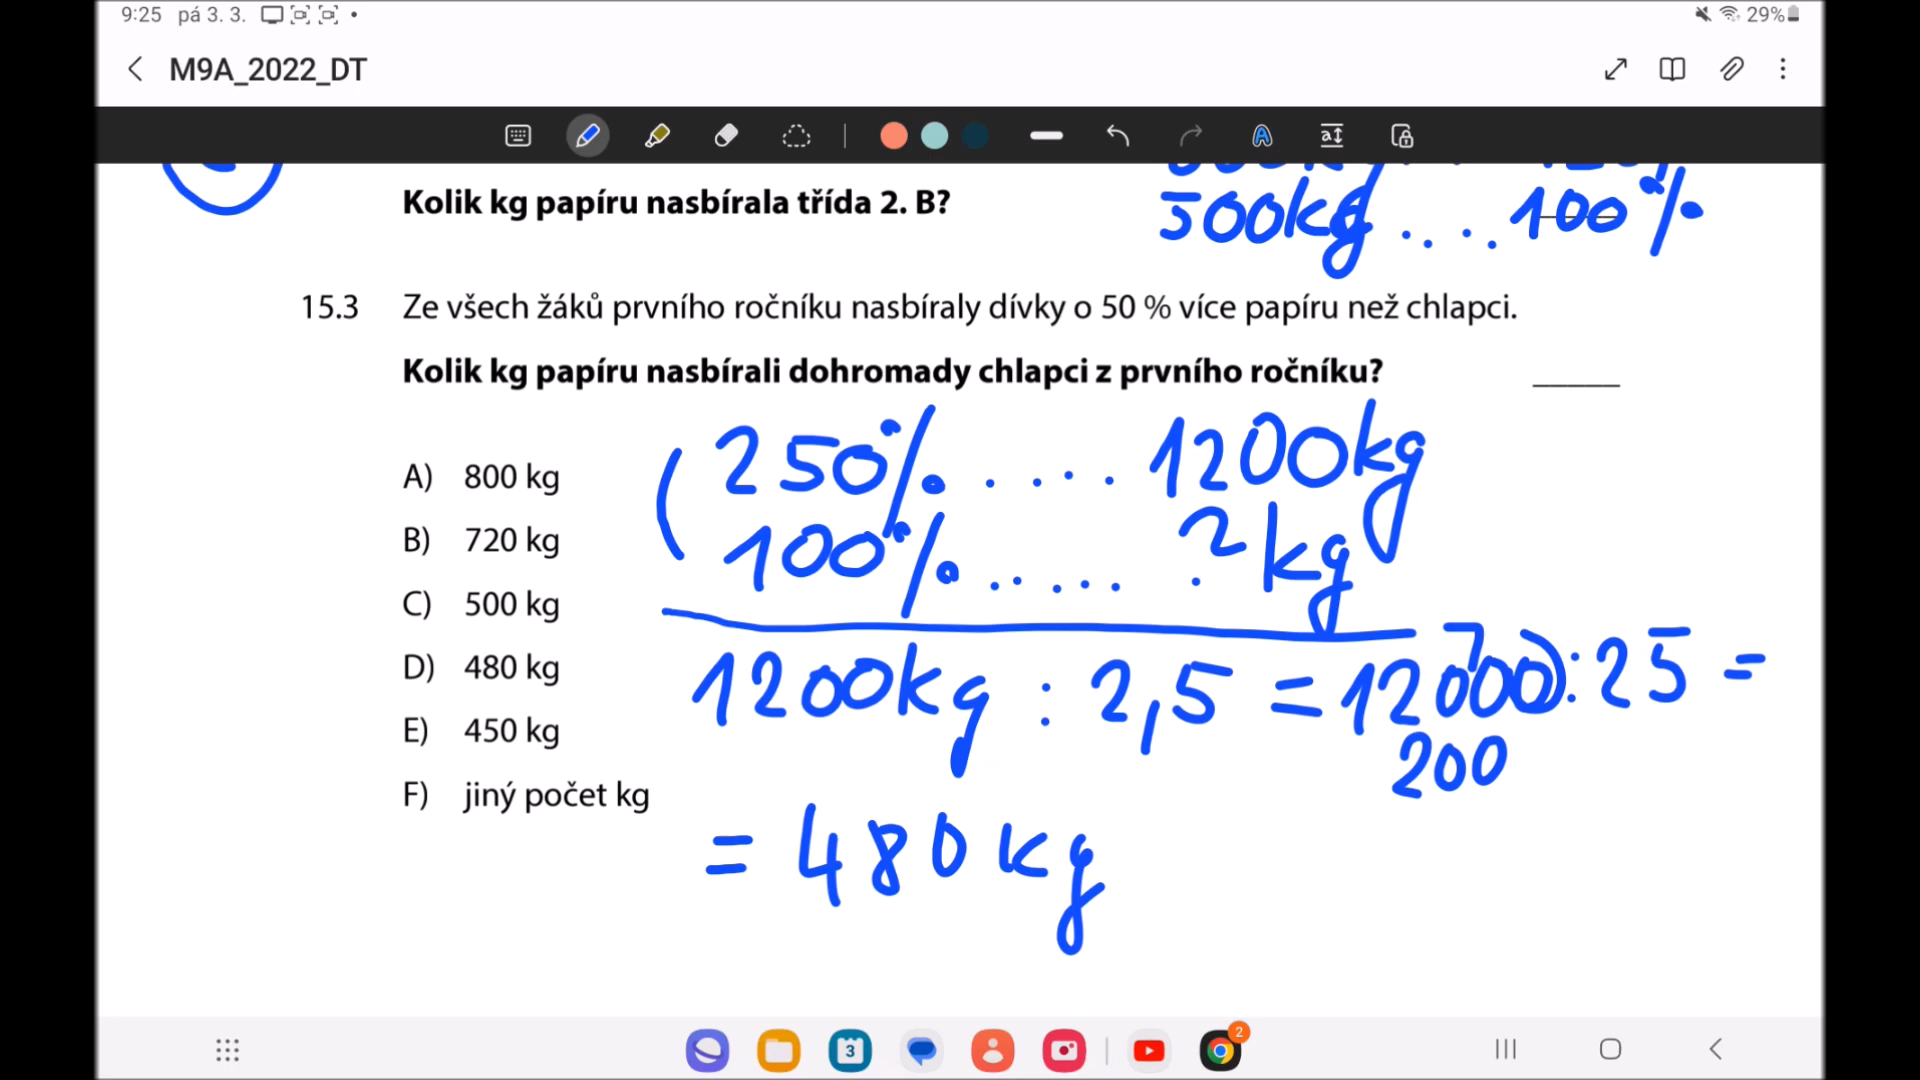 9:25 pá 3. 3. 29%
M9A_2022_DT
Kolik kg papíru nasbírala třída 2. B?
500kg .... 100%
15.3 Ze všech žáků prvního ročníku nasbíraly dívky o 50 % více papíru než chlapci.
Kolik kg papíru nasbírali dohromady chlapci z prvního ročníku? _____
250% .... 1200kg
A) 800 kg
B) 720 kg
100% ..... ? kg
C) 500 kg
D) 480 kg
1200kg : 2,5 = 12000 : 25 =
E) 450 kg
200
F) jiný počet kg
= 480 kg
3
2